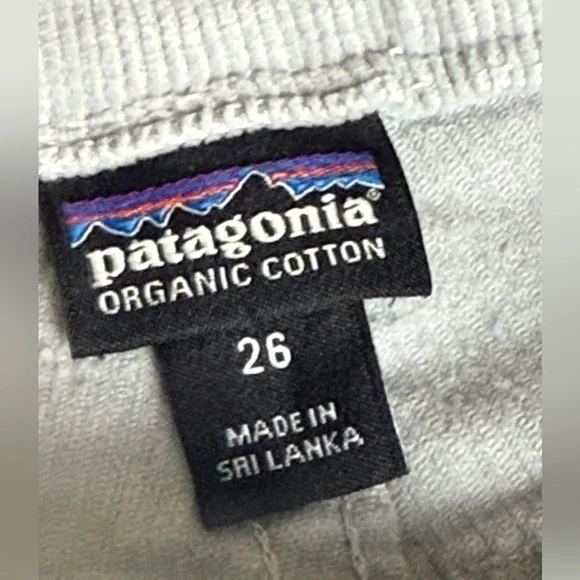 patagonia®
ORGANIC COTTON
26
MADE IN
SRI LANKA